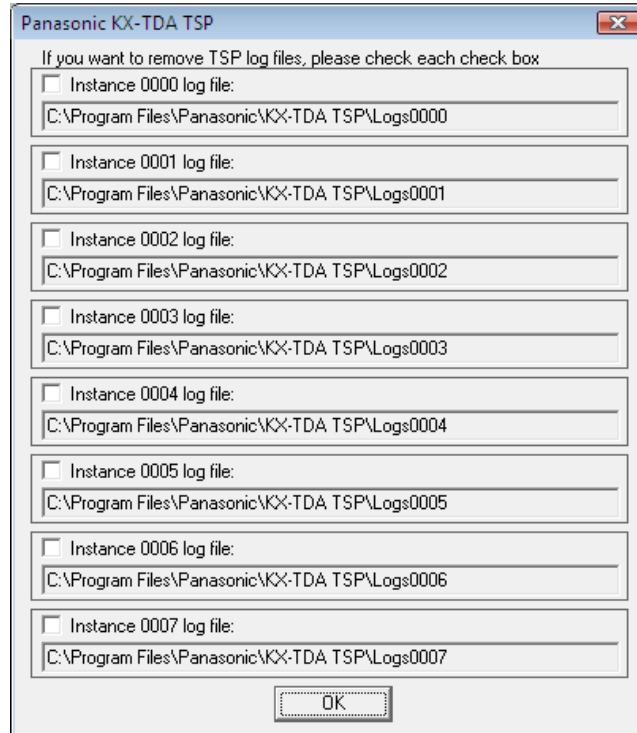 Panasonic KX-TDA TSP
If you want to remove TSP log files, please check each check box
Instance 0000 log file:
C:\Program Files\Panasonic\KX-TDA TSP\Logs0000
Instance 0001 log file:
C:\Program Files\Panasonic\KX-TDA TSP\Logs0001
Instance 0002 log file:
C:\Program Files\Panasonic\KX-TDA TSP\Logs0002
Instance 0003 log file:
C:\Program Files\Panasonic\KX-TDA TSP\Logs0003
Instance 0004 log file:
C:\Program Files\Panasonic\KX-TDA TSP\Logs0004
Instance 0005 log file:
C:\Program Files\Panasonic\KX-TDA TSP\Logs0005
Instance 0006 log file:
C:\Program Files\Panasonic\KX-TDA TSP\Logs0006
Instance 0007 log file:
C:\Program Files\Panasonic\KX-TDA TSP\Logs0007
OK